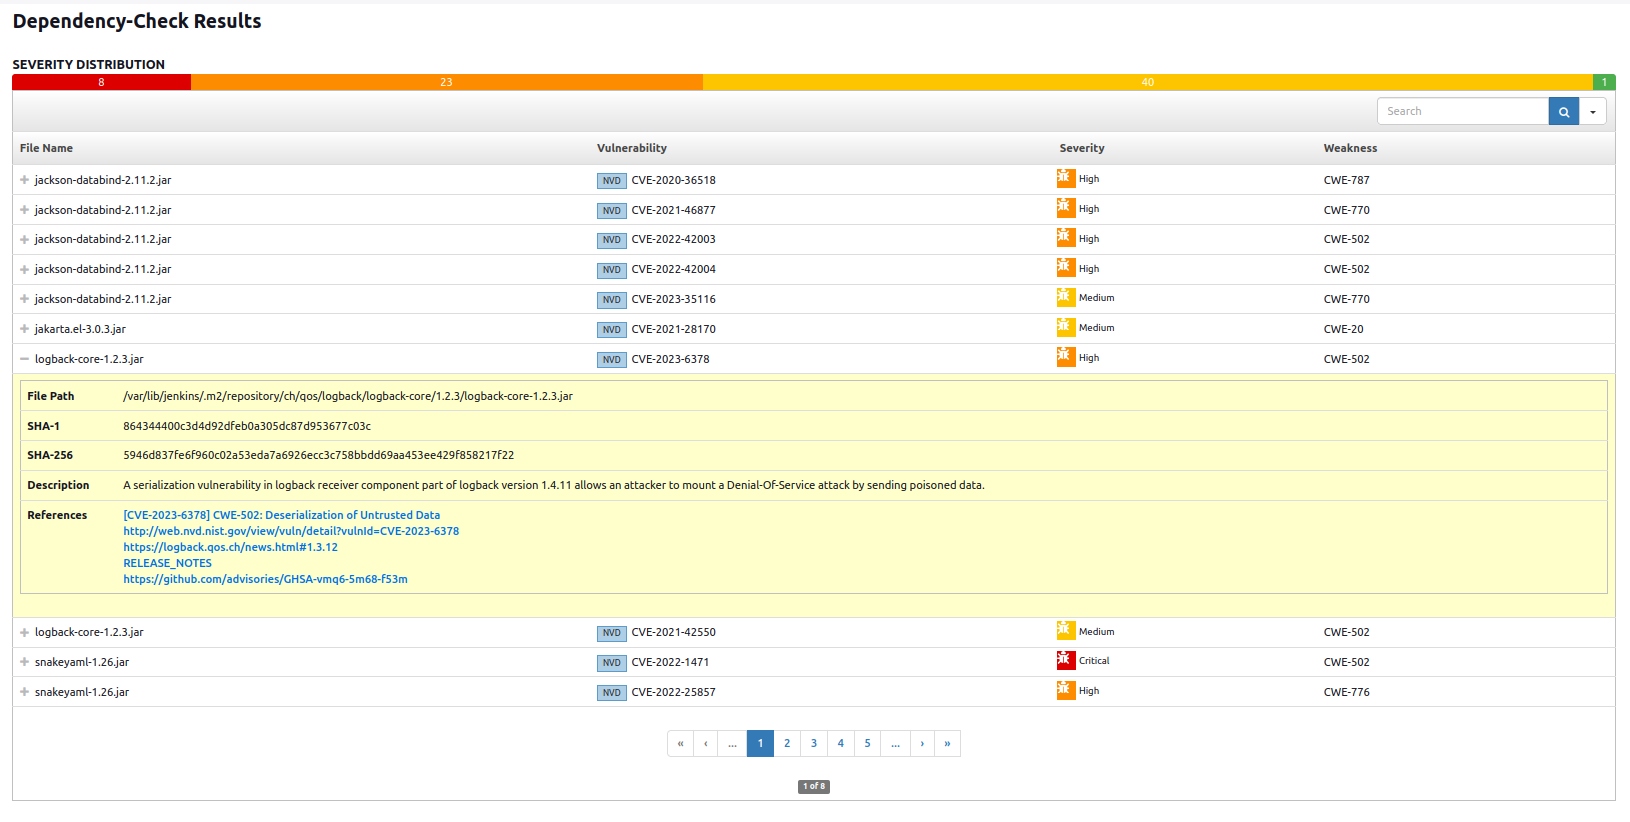 Dependency-Check Results
SEVERITY DISTRIBUTION
8 23 40 1
Search
File Name Vulnerability Severity Weakness
jackson-databind-2.11.2.jar NVD CVE-2020-36518 High CWE-787
jackson-databind-2.11.2.jar NVD CVE-2021-46877 High CWE-770
jackson-databind-2.11.2.jar NVD CVE-2022-42003 High CWE-502
jackson-databind-2.11.2.jar NVD CVE-2022-42004 High CWE-502
jackson-databind-2.11.2.jar NVD CVE-2023-35116 Medium CWE-770
jakarta.el-3.0.3.jar NVD CVE-2021-28170 Medium CWE-20
logback-core-1.2.3.jar NVD CVE-2023-6378 High CWE-502
File Path /var/lib/jenkins/.m2/repository/ch/qos/logback/logback-core/1.2.3/logback-core-1.2.3.jar
SHA-1 864344400c3d4d92dfeb0a305dc87d953677c03c
SHA-256 5946d837fe6f960c02a53eda7a6926ecc3c758bbdd69aa453ee429f858217f22
Description A serialization vulnerability in logback receiver component part of logback version 1.4.11 allows an attacker to mount a Denial-Of-Service attack by sending poisoned data.
References [CVE-2023-6378] CWE-502: Deserialization of Untrusted Data
http://web.nvd.nist.gov/view/vuln/detail?vulnId=CVE-2023-6378
https://logback.qos.ch/news.html#1.3.12
RELEASE_NOTES
https://github.com/advisories/GHSA-vmq6-5m68-f53m
logback-core-1.2.3.jar NVD CVE-2021-42550 Medium CWE-502
snakeyaml-1.26.jar NVD CVE-2022-1471 Critical CWE-502
snakeyaml-1.26.jar NVD CVE-2022-25857 High CWE-776
« ‹ ... 1 2 3 4 5 ... › »
1 of 8